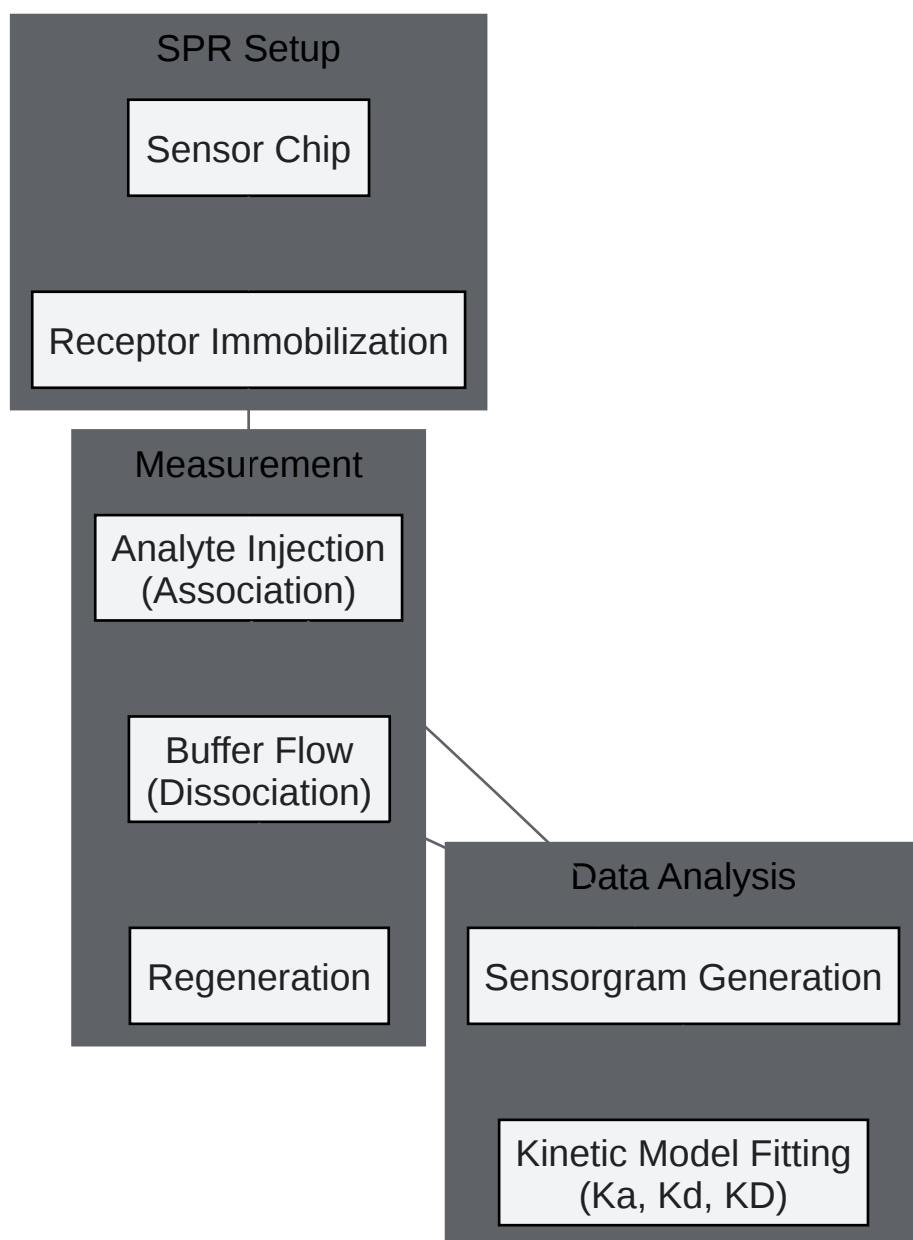 SPR Setup
Sensor Chip
Receptor Immobilization
Measurement
Analyte Injection
(Association)
Buffer Flow
(Dissociation)
Regeneration
Data Analysis
Sensorgram Generation
Kinetic Model Fitting
(Ka, Kd, KD)